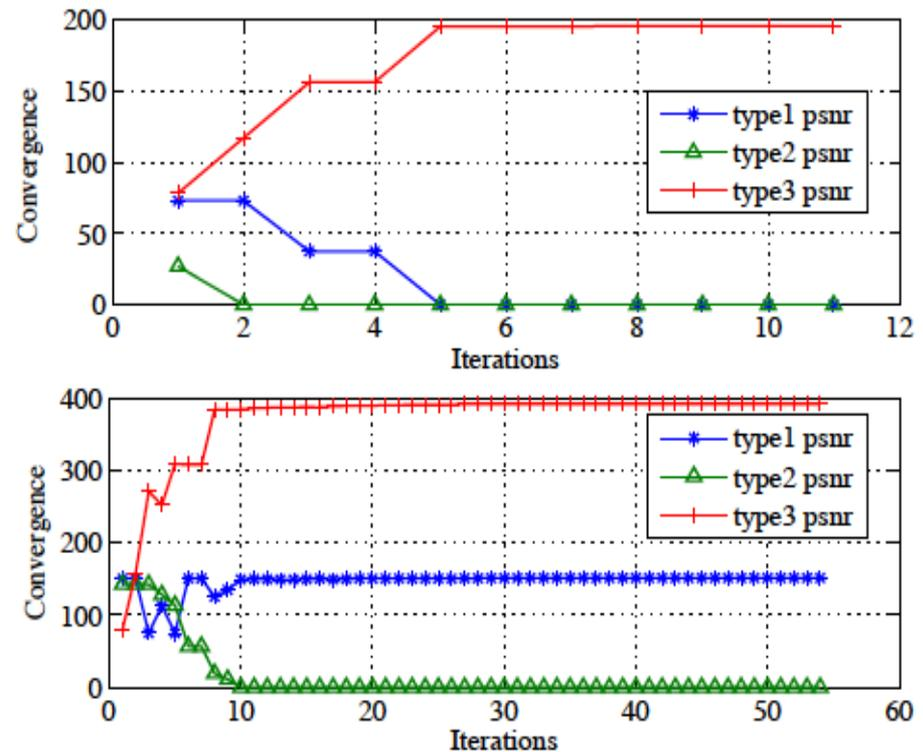 200
150
100
50
0
Convergence
type1 psnr
type2 psnr
type3 psnr
0 2 4 6 8 10 12
Iterations
400
300
200
100
0
Convergence
type1 psnr
type2 psnr
type3 psnr
0 10 20 30 40 50 60
Iterations